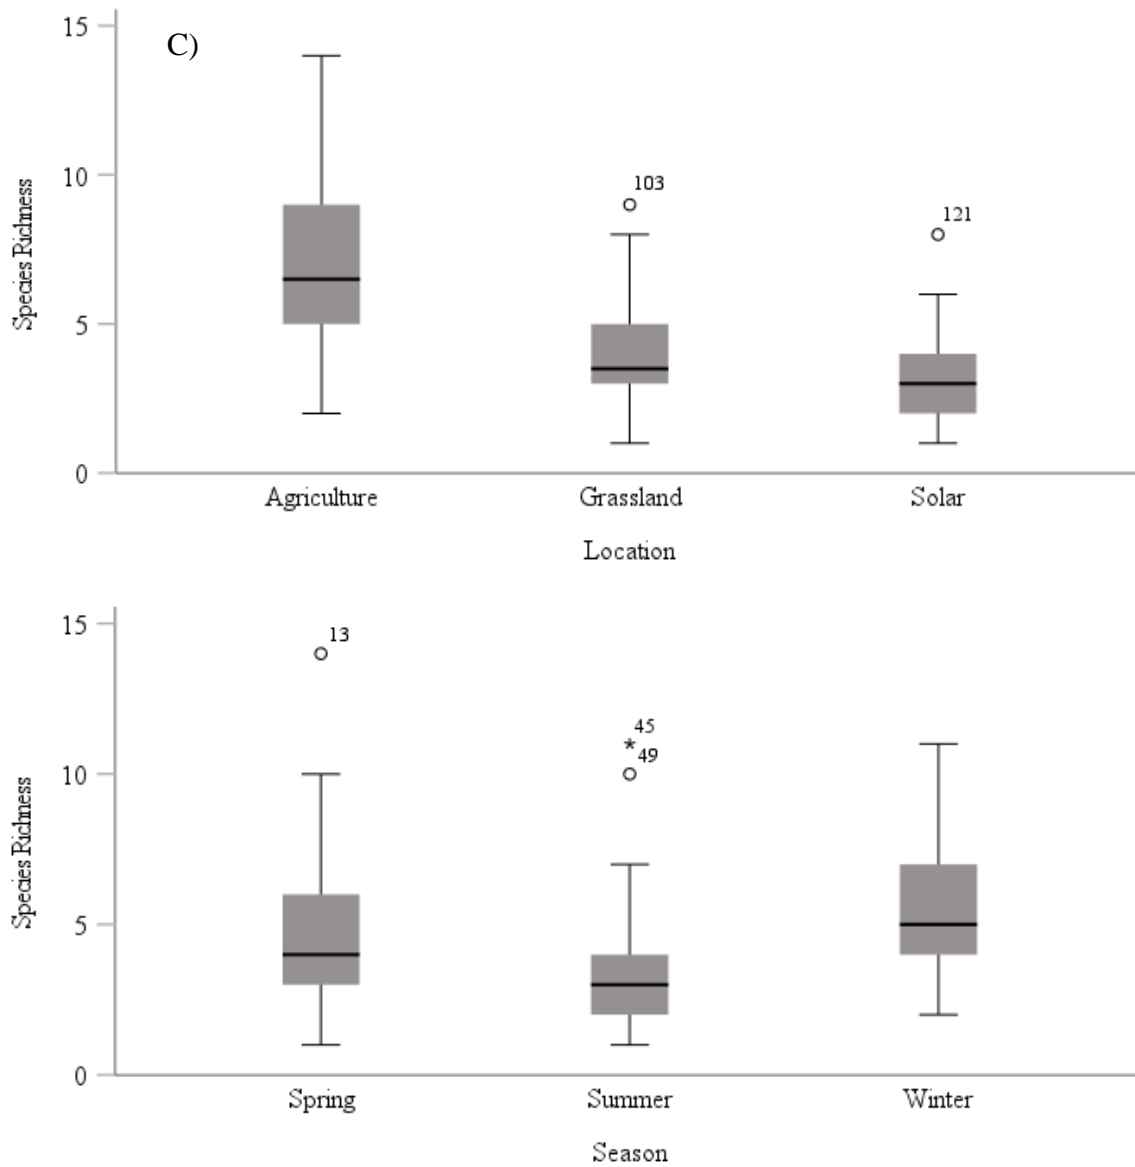 C)
15
10
5
0
Species Richness
103
121
Agriculture Grassland Solar
Location
15
10
5
0
Species Richness
13
45
49
Spring Summer Winter
Season